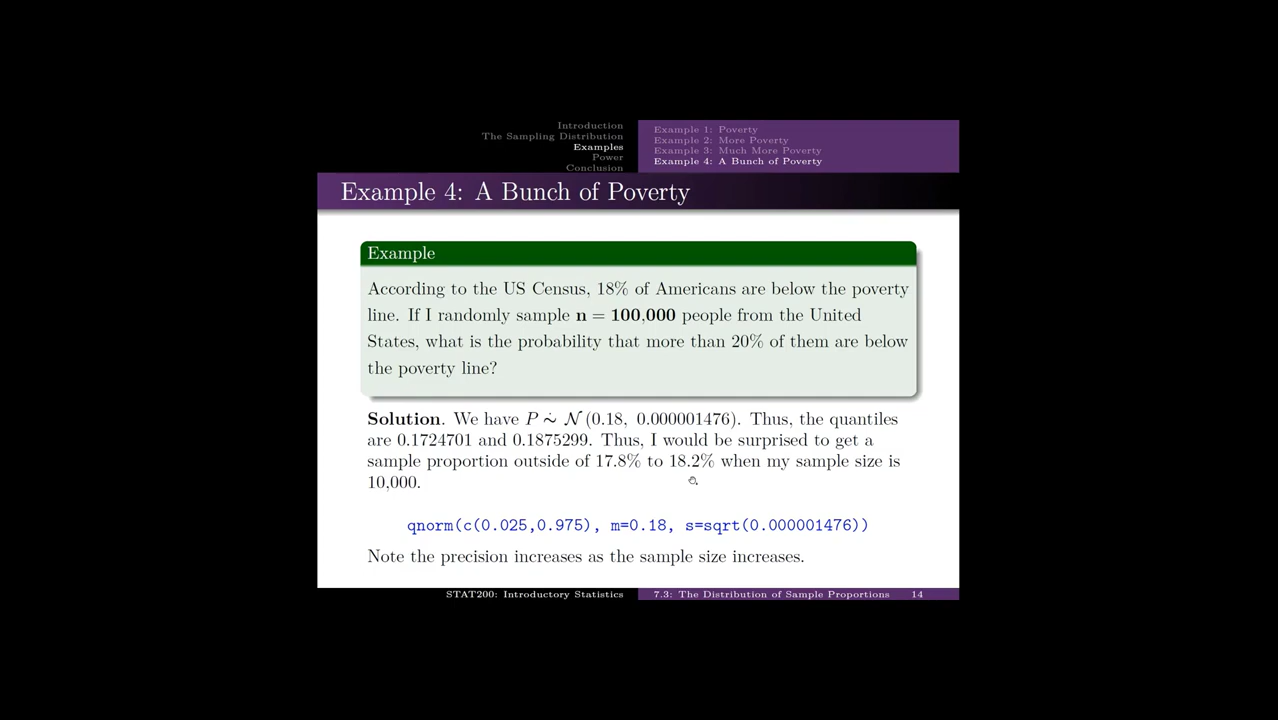 Introduction
The Sampling Distribution
Examples
Power
Conclusion
Example 1: Poverty
Example 2: More Poverty
Example 3: Much More Poverty
Example 4: A Bunch of Poverty
Example 4: A Bunch of Poverty
Example
According to the US Census, 18% of Americans are below the poverty
line. If I randomly sample n = 100,000 people from the United
States, what is the probability that more than 20% of them are below
the poverty line?
Solution. We have P ∼̇ 𝒩 (0.18, 0.000001476). Thus, the quantiles
are 0.1724701 and 0.1875299. Thus, I would be surprised to get a
sample proportion outside of 17.8% to 18.2% when my sample size is
10,000.
qnorm(c(0.025,0.975), m=0.18, s=sqrt(0.000001476))
Note the precision increases as the sample size increases.
STAT200: Introductory Statistics
7.3: The Distribution of Sample Proportions 14